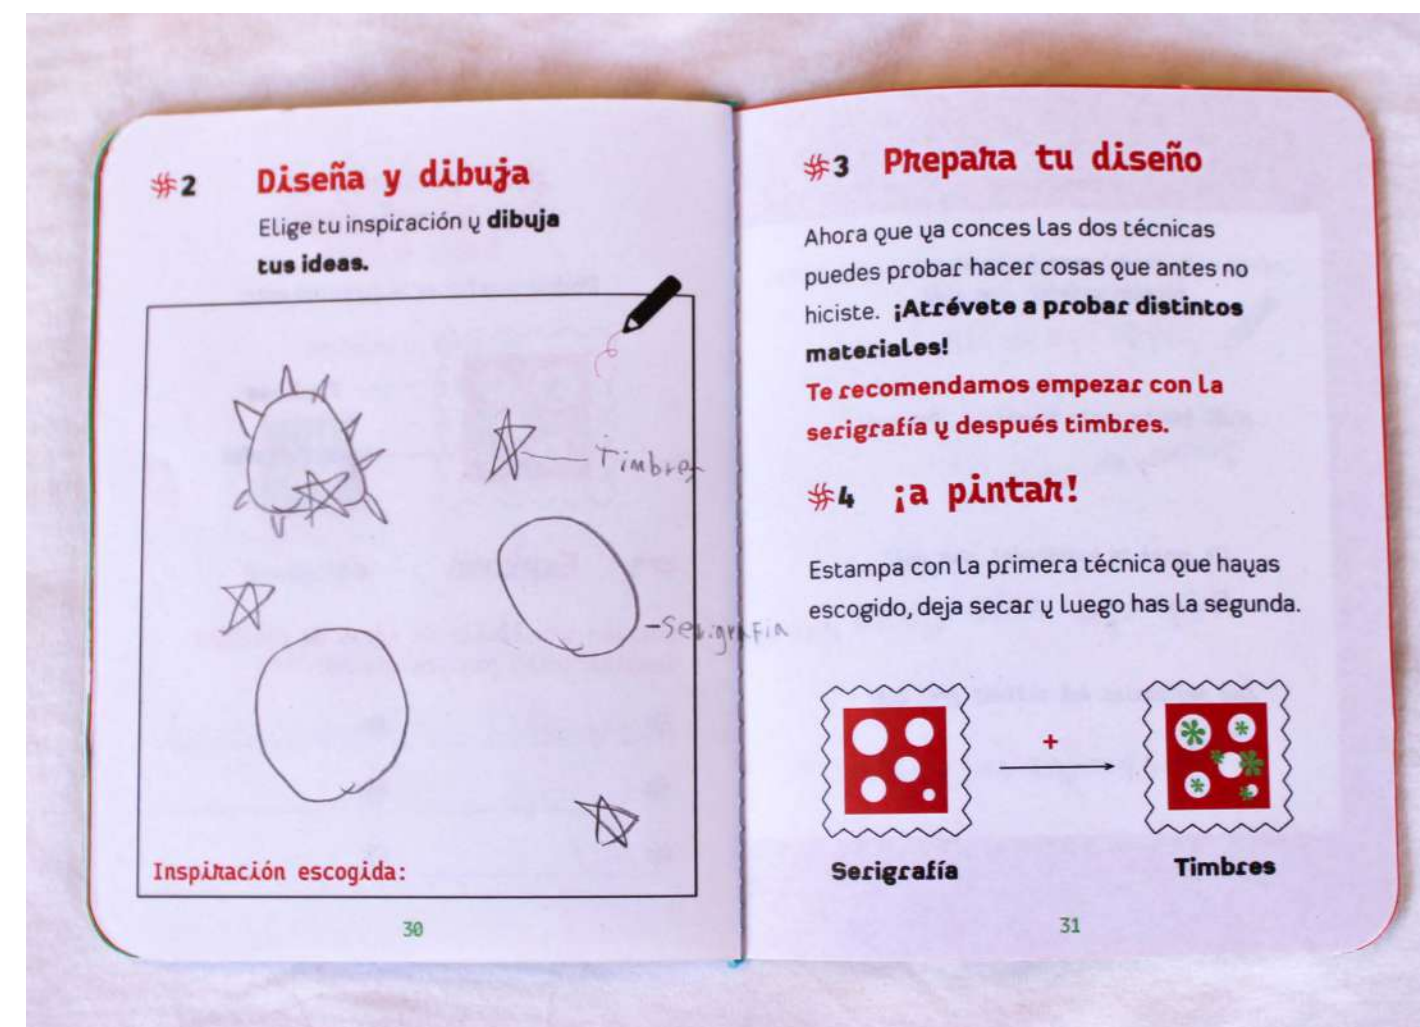 #2 Diseña y dibuja
Elige tu inspiración y dibuja
tus ideas.
Timbres
-Serigrafia
Inspiración escogida:
30
#3 Prepara tu diseño
Ahora que ya conces las dos técnicas
puedes probar hacer cosas que antes no
hiciste. ¡Atrévete a probar distintos
materiales!
Te recomendamos empezar con la
serigrafía y después timbres.
#4 ¡a pintar!
Estampa con la primera técnica que hayas
escogido, deja secar y luego has la segunda.
+
Serigrafía
Timbres
31